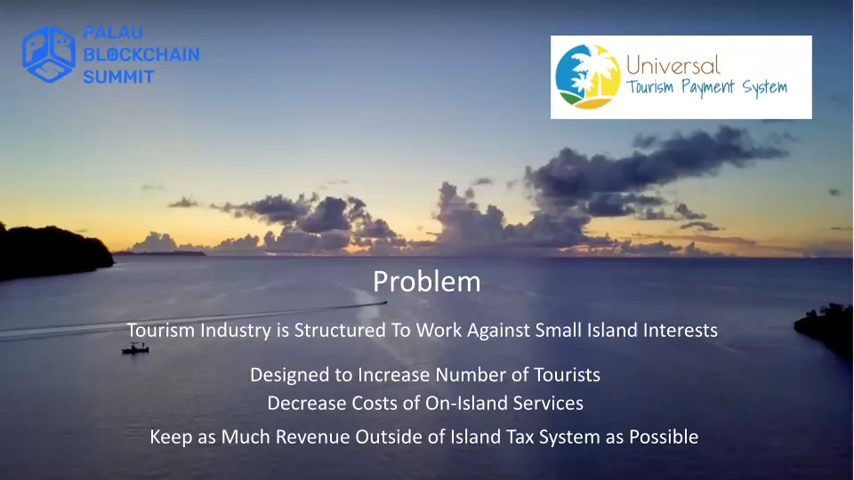 PALAU
BLOCKCHAIN
SUMMIT
Universal
Tourism Payment System
Problem
Tourism Industry is Structured To Work Against Small Island Interests
Designed to Increase Number of Tourists
Decrease Costs of On-Island Services
Keep as Much Revenue Outside of Island Tax System as Possible